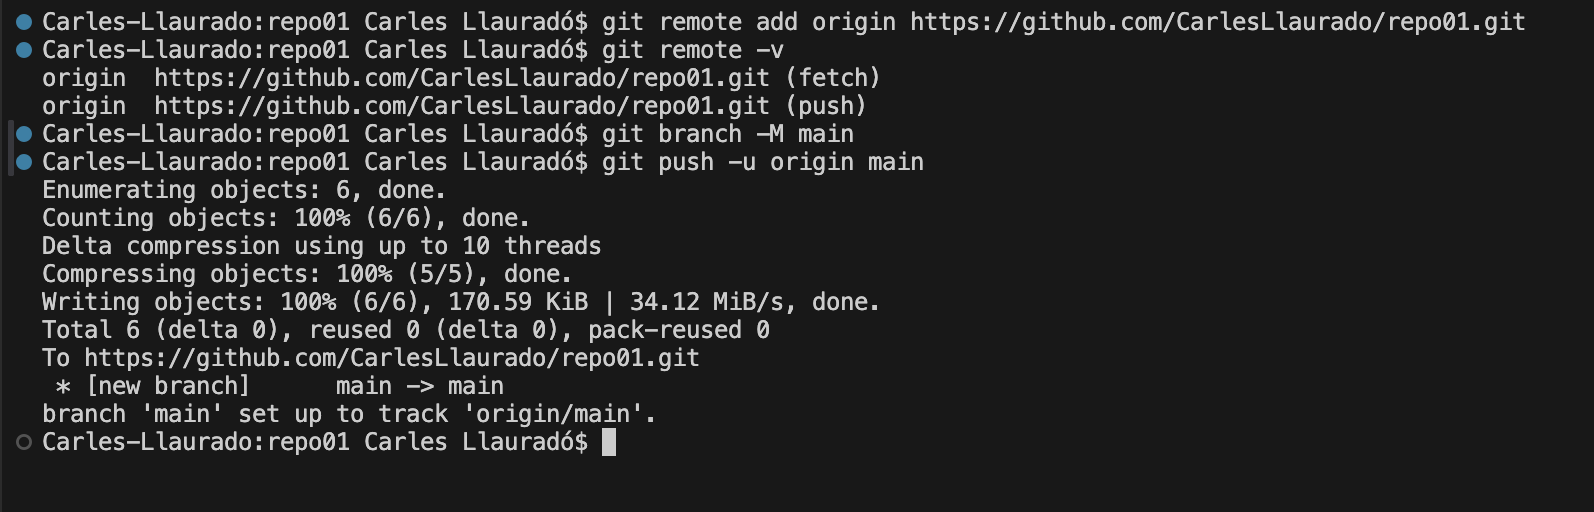 Carles-Llaurado:repo01 Carles Llauradó$ git remote add origin https://github.com/CarlesLlaurado/repo01.git
Carles-Llaurado:repo01 Carles Llauradó$ git remote -v
origin  https://github.com/CarlesLlaurado/repo01.git (fetch)
origin  https://github.com/CarlesLlaurado/repo01.git (push)
Carles-Llaurado:repo01 Carles Llauradó$ git branch -M main
Carles-Llaurado:repo01 Carles Llauradó$ git push -u origin main
Enumerating objects: 6, done.
Counting objects: 100% (6/6), done.
Delta compression using up to 10 threads
Compressing objects: 100% (5/5), done.
Writing objects: 100% (6/6), 170.59 KiB | 34.12 MiB/s, done.
Total 6 (delta 0), reused 0 (delta 0), pack-reused 0
To https://github.com/CarlesLlaurado/repo01.git
 * [new branch]      main -> main
branch 'main' set up to track 'origin/main'.
Carles-Llaurado:repo01 Carles Llauradó$